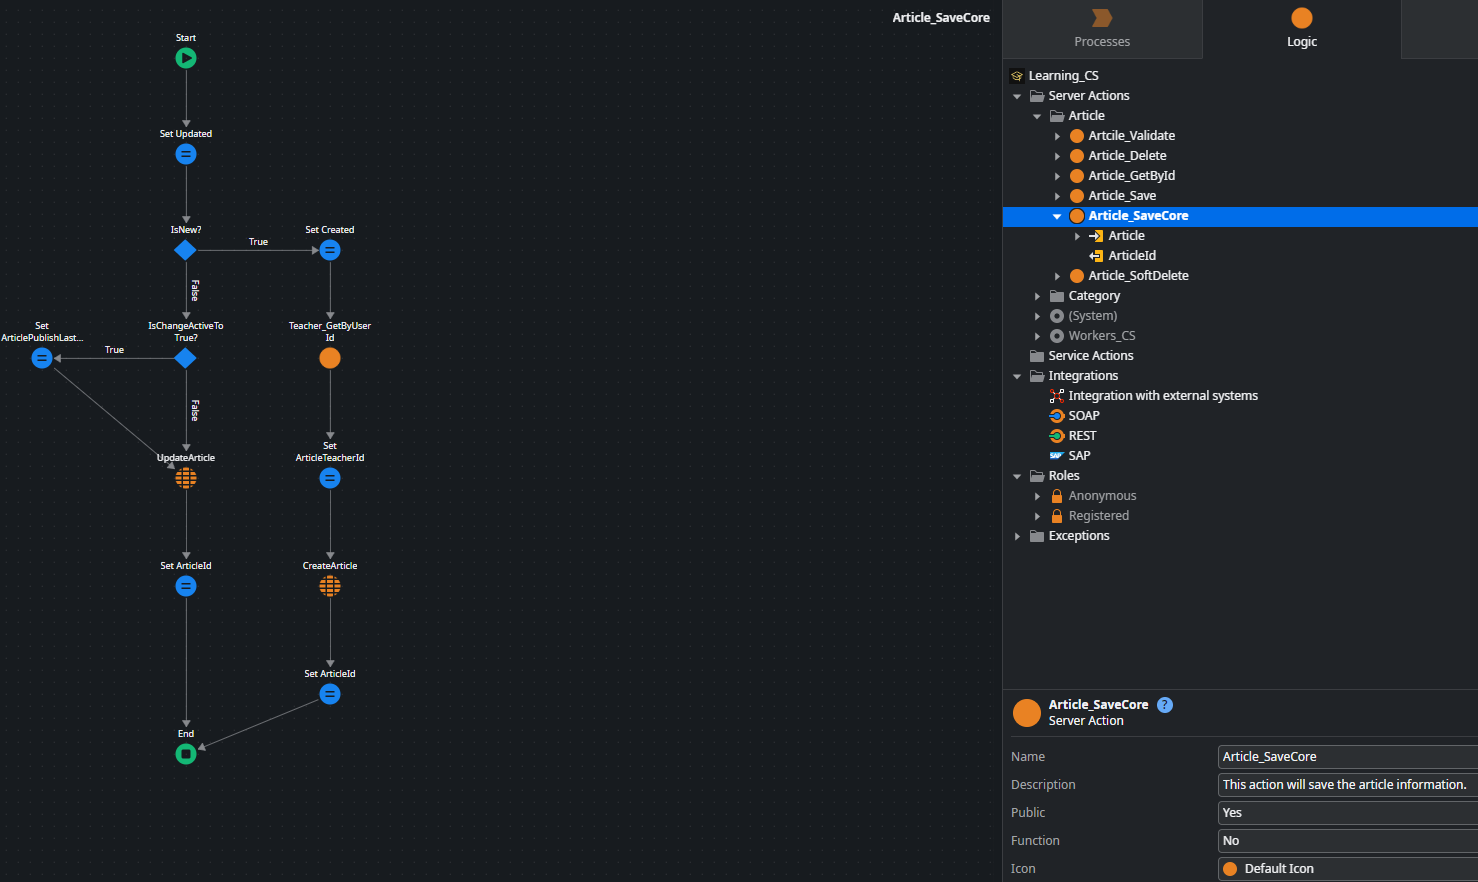 Article_SaveCore
Start
Set Updated
IsNew?
True
Set Created
False
Set
ArticlePublishLast...
IsChangeActiveTo
True?
True
Teacher_GetByUser
Id
False
UpdateArticle
Set
ArticleTeacherId
Set ArticleId
CreateArticle
Set ArticleId
End
Processes
Logic
Learning_CS
Server Actions
Article
Artcile_Validate
Article_Delete
Article_GetById
Article_Save
Article_SaveCore
Article
ArticleId
Article_SoftDelete
Category
(System)
Workers_CS
Service Actions
Integrations
Integration with external systems
SOAP
REST
SAP SAP
Roles
Anonymous
Registered
Exceptions
Article_SaveCore ?
Server Action
Name Article_SaveCore
Description This action will save the article information.
Public Yes
Function No
Icon Default Icon